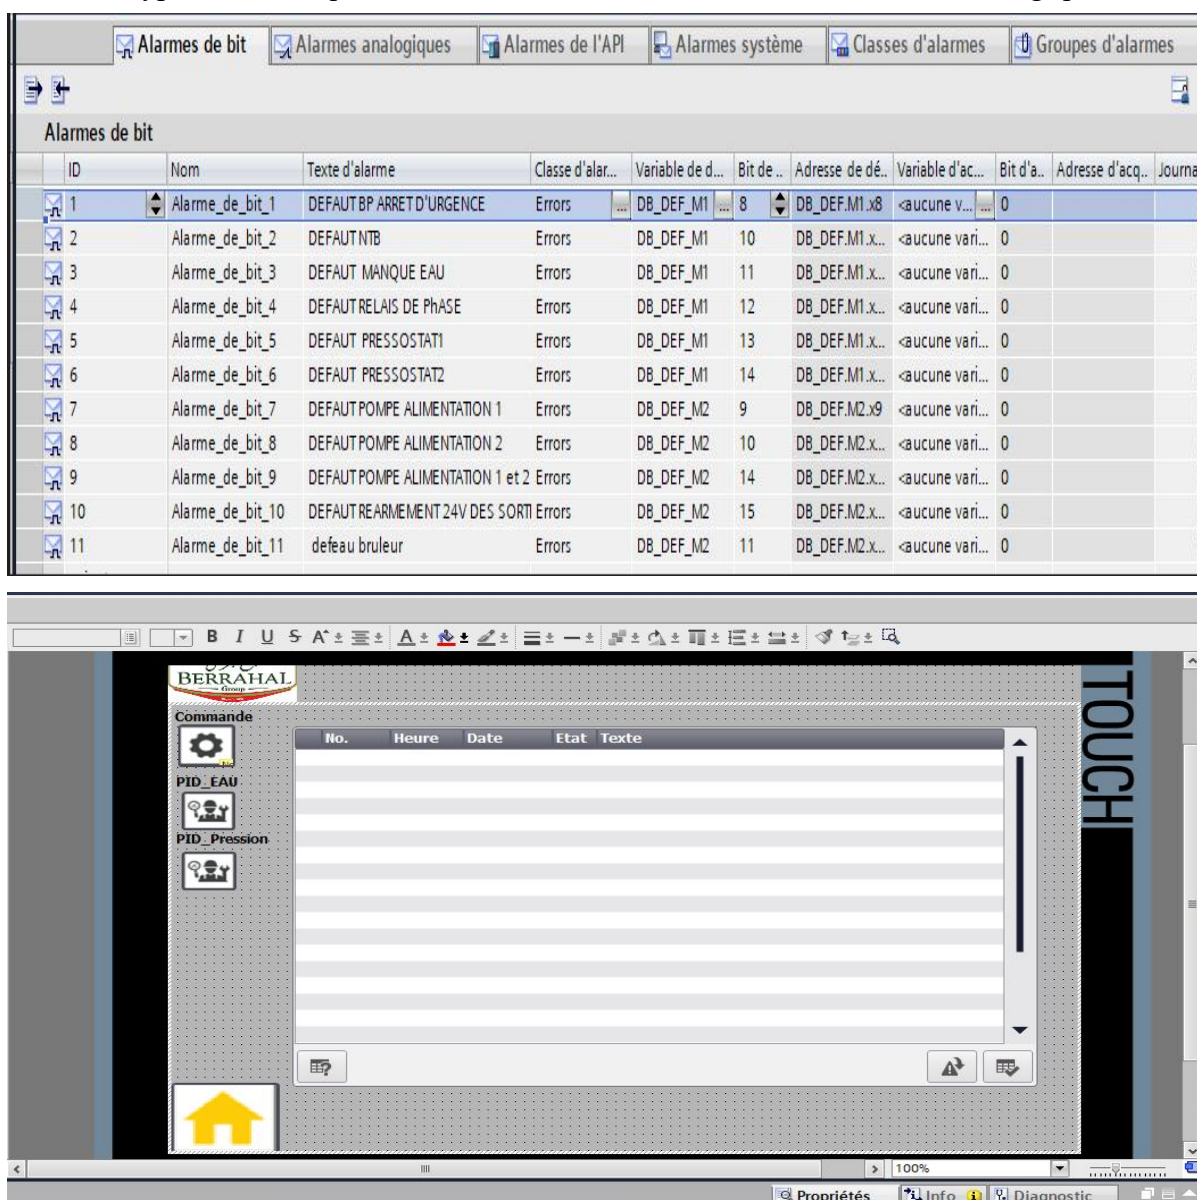 Alarmes de bit Alarmes analogiques Alarmes de l'API Alarmes système Classes d'alarmes Groupes d'alarmes
Alarmes de bit
ID Nom Texte d'alarme Classe d'alar... Variable de d... Bit de .. Adresse de dé.. Variable d'ac... Bit d'a.. Adresse d'acq.. Journa
1 Alarme_de_bit_1 DEFAUT BP ARRET D'URGENCE Errors ... DB_DEF_M1 ... 8 DB_DEF.M1.x8 <aucune v... ... 0
2 Alarme_de_bit_2 DEFAUT NTB Errors DB_DEF_M1 10 DB_DEF.M1.x... <aucune vari... 0
3 Alarme_de_bit_3 DEFAUT MANQUE EAU Errors DB_DEF_M1 11 DB_DEF.M1.x... <aucune vari... 0
4 Alarme_de_bit_4 DEFAUT RELAIS DE PhASE Errors DB_DEF_M1 12 DB_DEF.M1.x... <aucune vari... 0
5 Alarme_de_bit_5 DEFAUT PRESSOSTAT1 Errors DB_DEF_M1 13 DB_DEF.M1.x... <aucune vari... 0
6 Alarme_de_bit_6 DEFAUT PRESSOSTAT2 Errors DB_DEF_M1 14 DB_DEF.M1.x... <aucune vari... 0
7 Alarme_de_bit_7 DEFAUT POMPE ALIMENTATION 1 Errors DB_DEF_M2 9 DB_DEF.M2.x9 <aucune vari... 0
8 Alarme_de_bit_8 DEFAUT POMPE ALIMENTATION 2 Errors DB_DEF_M2 10 DB_DEF.M2.x... <aucune vari... 0
9 Alarme_de_bit_9 DEFAUT POMPE ALIMENTATION 1 et 2 Errors DB_DEF_M2 14 DB_DEF.M2.x... <aucune vari... 0
10 Alarme_de_bit_10 DEFAUT REARMEMENT 24V DES SORTI Errors DB_DEF_M2 15 DB_DEF.M2.x... <aucune vari... 0
11 Alarme_de_bit_11 defeau bruleur Errors DB_DEF_M2 11 DB_DEF.M2.x... <aucune vari... 0
B I U S A A
BERRAHAL
Group
TOUCH
Commande
No. Heure Date Etat Texte
PID_EAU
PID_Pression
100%
Propriétés Info Diagnostic